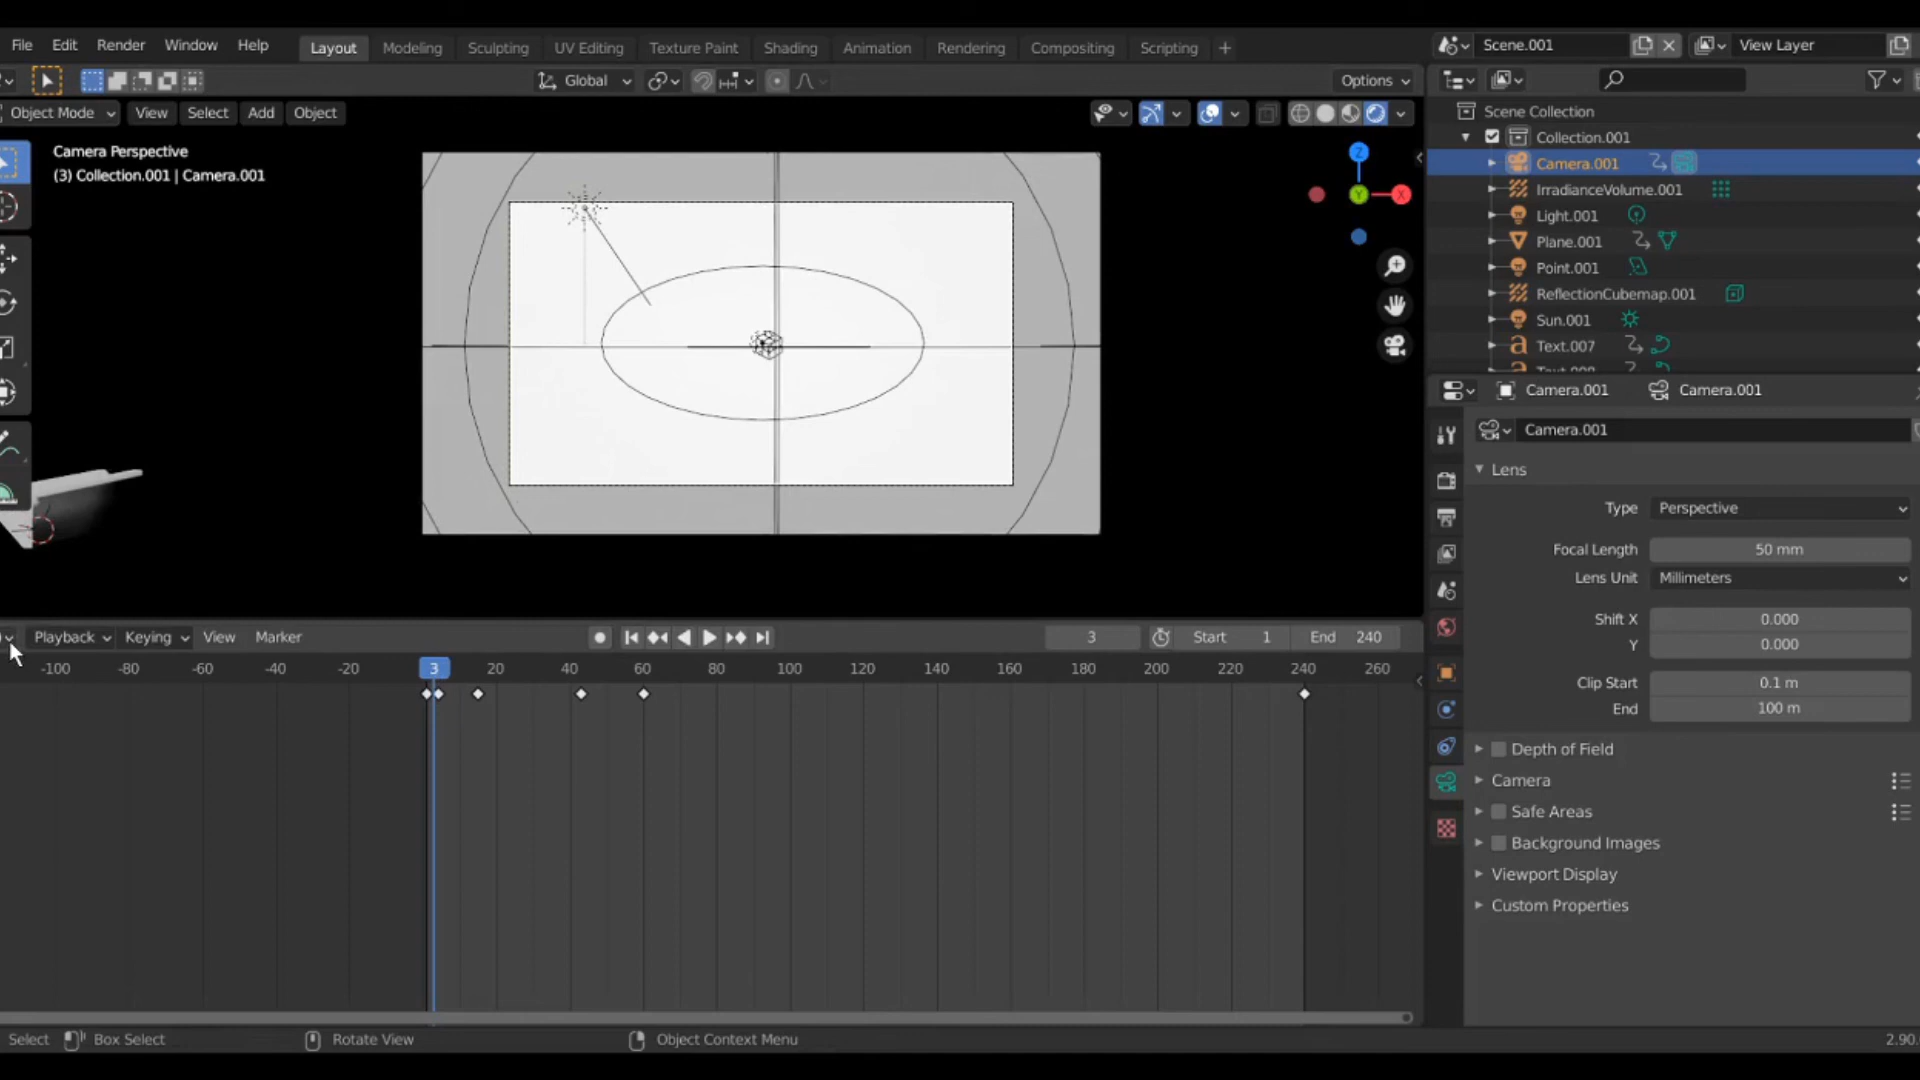 File Edit Render Window Help Layout Modeling Sculpting UV Editing Texture Paint Shading Animation Rendering Compositing Scripting + Scene.001 View Layer
Global Options
Object Mode View Select Add Object
Camera Perspective
(3) Collection.001 | Camera.001
Z
Y
X
Scene Collection
Collection.001
Camera.001
IrradianceVolume.001
Light.001
Plane.001
Point.001
ReflectionCubemap.001
Sun.001
Text.007
Camera.001 Camera.001
Camera.001
Lens
Type Perspective
Focal Length 50 mm
Lens Unit Millimeters
Shift X 0.000
Y 0.000
Clip Start 0.1 m
End 100 m
Depth of Field
Camera
Safe Areas
Background Images
Viewport Display
Custom Properties
Playback Keying View Marker 3 Start 1 End 240
-100 -80 -60 -40 -20 3 20 40 60 80 100 120 140 160 180 200 220 240 260
Select Box Select Rotate View Object Context Menu 2.90.